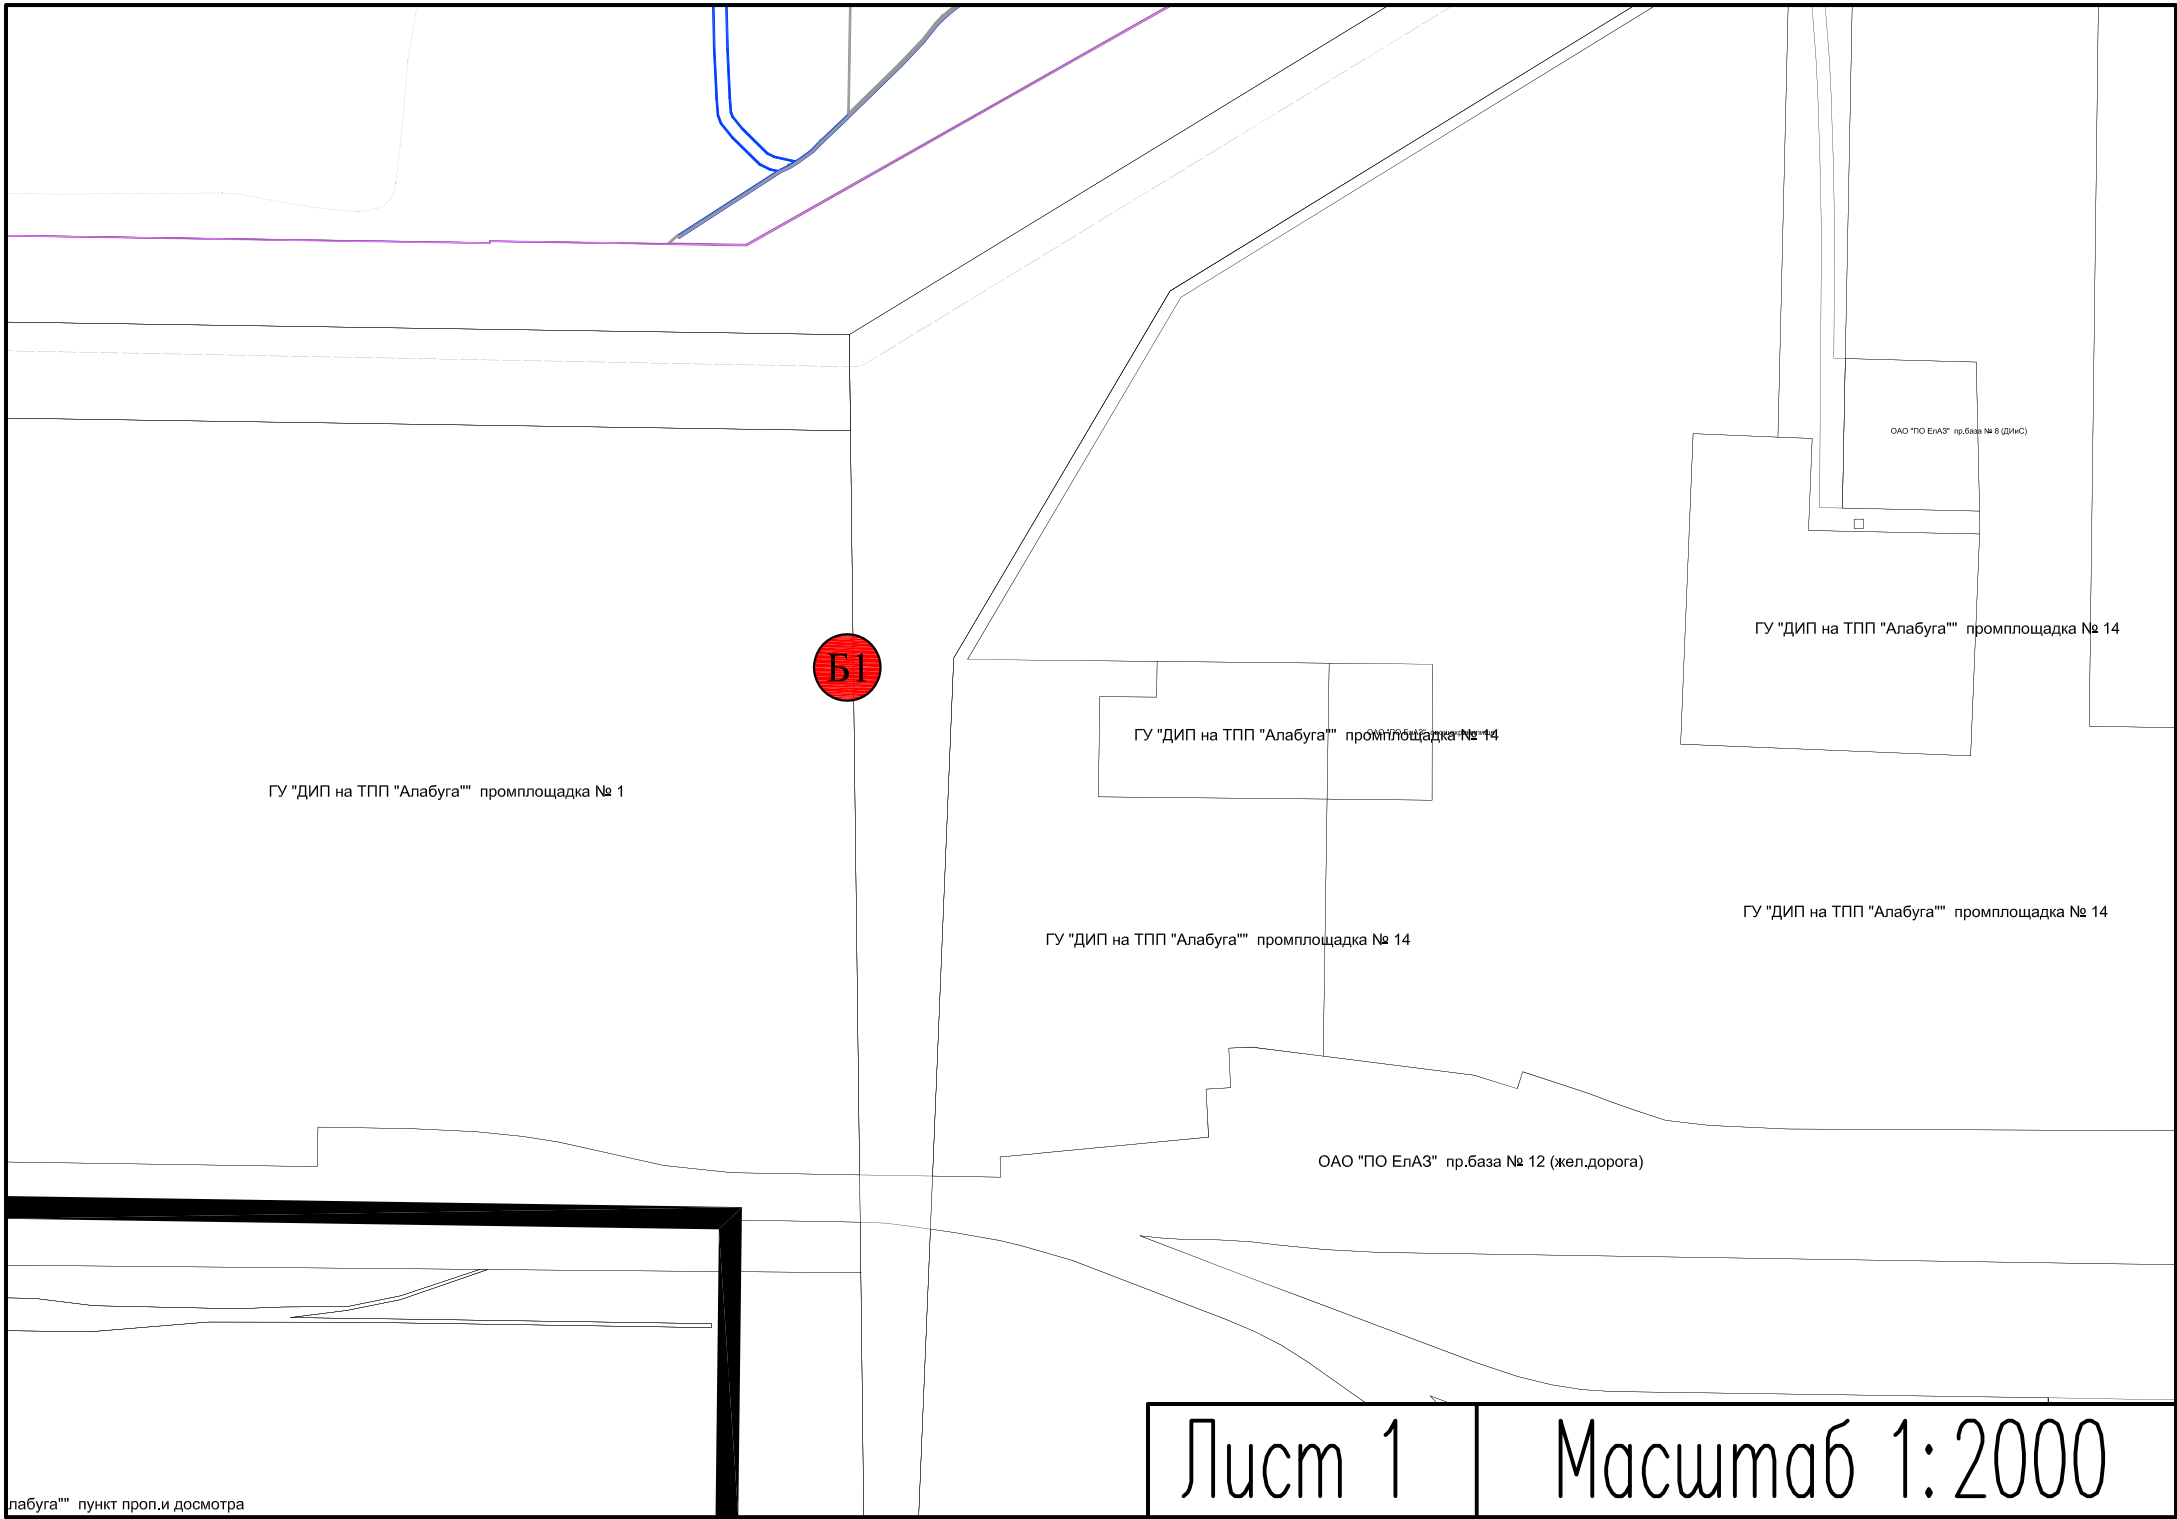 ОАО "ПО ЕлАЗ" пр.база № 8 (ДИиС)
ГУ "ДИП на ТПП "Алабуга"" промплощадка № 14
Б1
ГУ "ДИП на ТПП "Алабуга"" промплощадка № 14
ГУ "ДИП на ТПП "Алабуга"" промплощадка № 1
ГУ "ДИП на ТПП "Алабуга"" промплощадка № 14
ГУ "ДИП на ТПП "Алабуга"" промплощадка № 14
ОАО "ПО ЕлАЗ" пр.база № 12 (жел.дорога)
лабуга"" пункт проп.и досмотра
Лист 1
Масштаб 1:2000